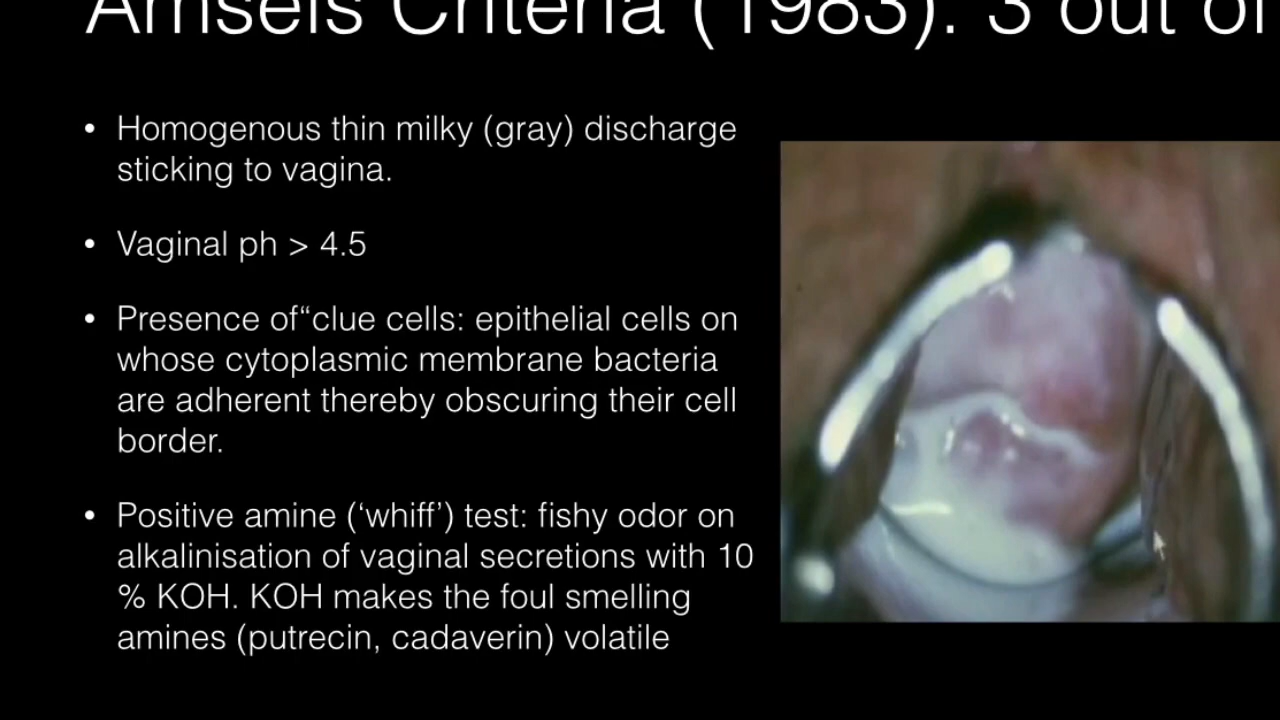 Amsels Criteria (1983): 3 out of
• Homogenous thin milky (gray) discharge
sticking to vagina.
• Vaginal ph > 4.5
• Presence of“clue cells: epithelial cells on
whose cytoplasmic membrane bacteria
are adherent thereby obscuring their cell
border.
• Positive amine (‘whiff’) test: fishy odor on
alkalinisation of vaginal secretions with 10
% KOH. KOH makes the foul smelling
amines (putrecin, cadaverin) volatile